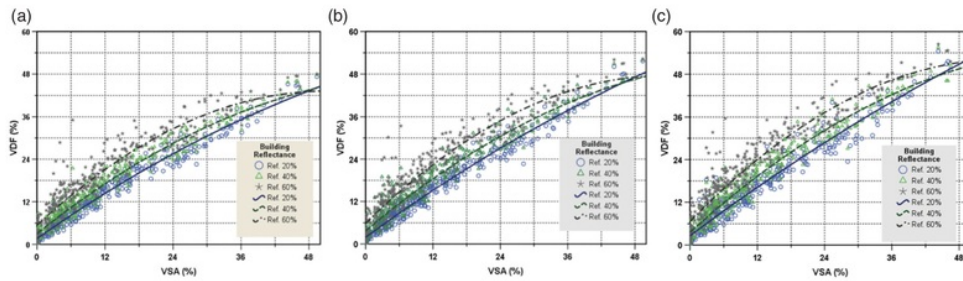 (a)
60
48
36
24
12
0
VDF (%)
0 12 24 36 48
VSA (%)
Building
Reflectance
Ref. 20%
Ref. 40%
Ref. 60%
Ref. 20%
Ref. 40%
Ref. 60%
(b)
60
48
36
24
12
0
VDF (%)
0 12 24 36 48
VSA (%)
Building
Reflectance
Ref. 20%
Ref. 40%
Ref. 60%
Ref. 20%
Ref. 40%
Ref. 60%
(c)
60
48
36
24
12
0
VDF (%)
0 12 24 36 48
VSA (%)
Building
Reflectance
Ref. 20%
Ref. 40%
Ref. 60%
Ref. 20%
Ref. 40%
Ref. 60%